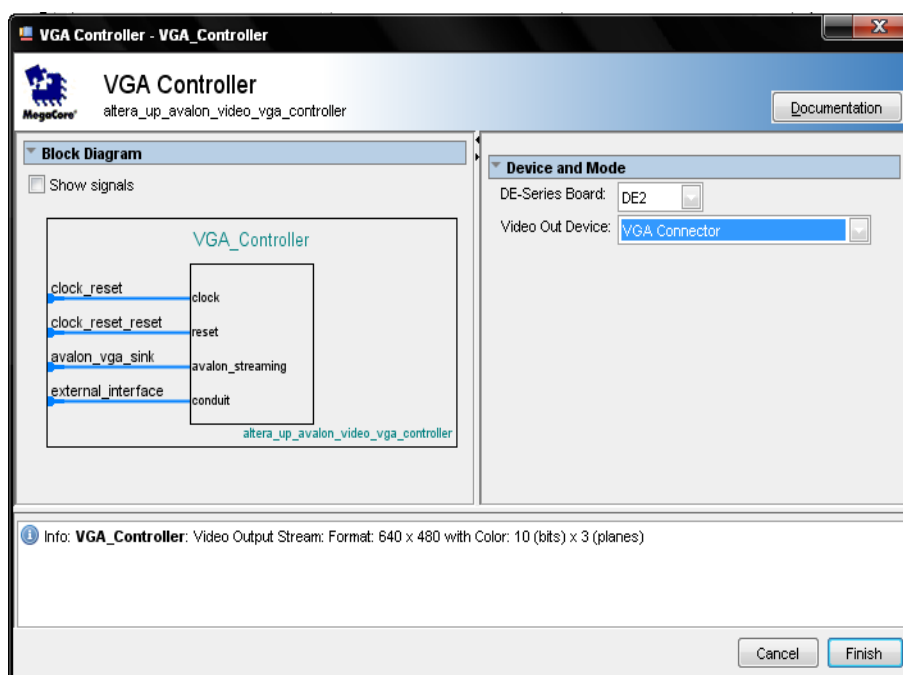 VGA Controller - VGA_Controller
X
MegaCore®
VGA Controller
altera_up_avalon_video_vga_controller
Documentation
Block Diagram
Show signals
VGA_Controller
clock_reset
clock
clock_reset_reset
reset
avalon_vga_sink
avalon_streaming
external_interface
conduit
altera_up_avalon_video_vga_controller
Device and Mode
DE-Series Board: DE2
Video Out Device: VGA Connector
Info: VGA_Controller: Video Output Stream: Format: 640 x 480 with Color: 10 (bits) x 3 (planes)
Cancel Finish